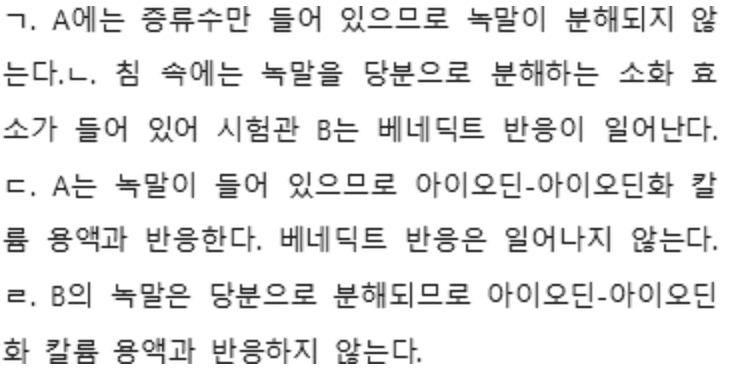 ㄱ. A에는 증류수만 들어 있으므로 녹말이 분해되지 않
는다.ㄴ. 침 속에는 녹말을 당분으로 분해하는 소화 효
소가 들어 있어 시험관 B는 베네딕트 반응이 일어난다.
ㄷ. A는 녹말이 들어 있으므로 아이오딘-아이오딘화 칼
륨 용액과 반응한다. 베네딕트 반응은 일어나지 않는다.
ㄹ. B의 녹말은 당분으로 분해되므로 아이오딘-아이오딘
화 칼륨 용액과 반응하지 않는다.